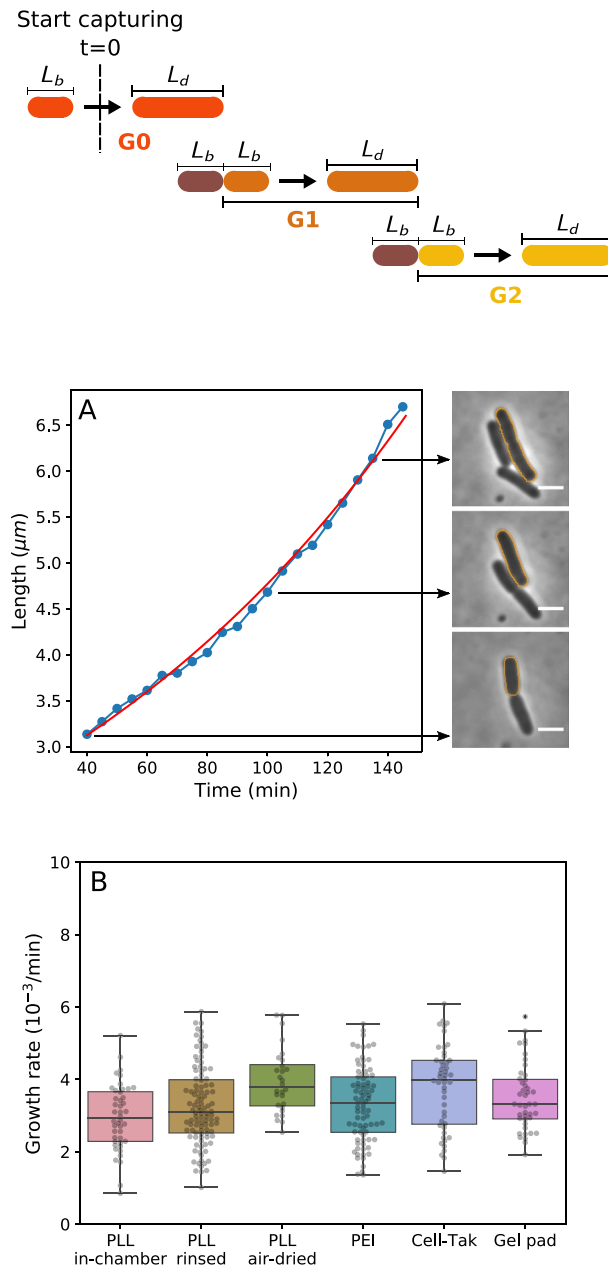 Start capturing
t=0
L_b L_d
G0
L_b L_b L_d
G1
L_b L_b L_d
G2
A
6.5
6.0
5.5
5.0
4.5
4.0
3.5
3.0
Length (μm)
40 60 80 100 120 140
Time (min)
B
10
8
6
4
2
0
Growth rate (10⁻³/min)
PLL in-chamber
PLL rinsed
PLL air-dried
PEI
Cell-Tak
Gel pad